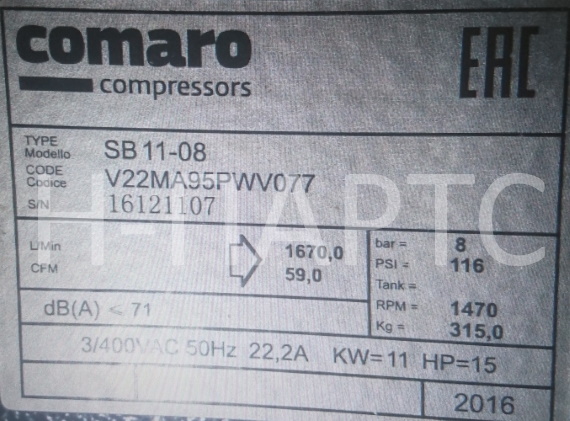 comaro
EAC
compressors
TYPE
Modello SB 11-08
CODE
Codice V22MA95PWV077
S/N 16121107
Н-ПАРТС
L/Min 1670,0
CFM 59,0
bar = 8
PSI = 116
Tank =
RPM = 1470
Kg = 315,0
dB(A) < 71
3/400VAC 50Hz 22,2A KW=11 HP=15
2016